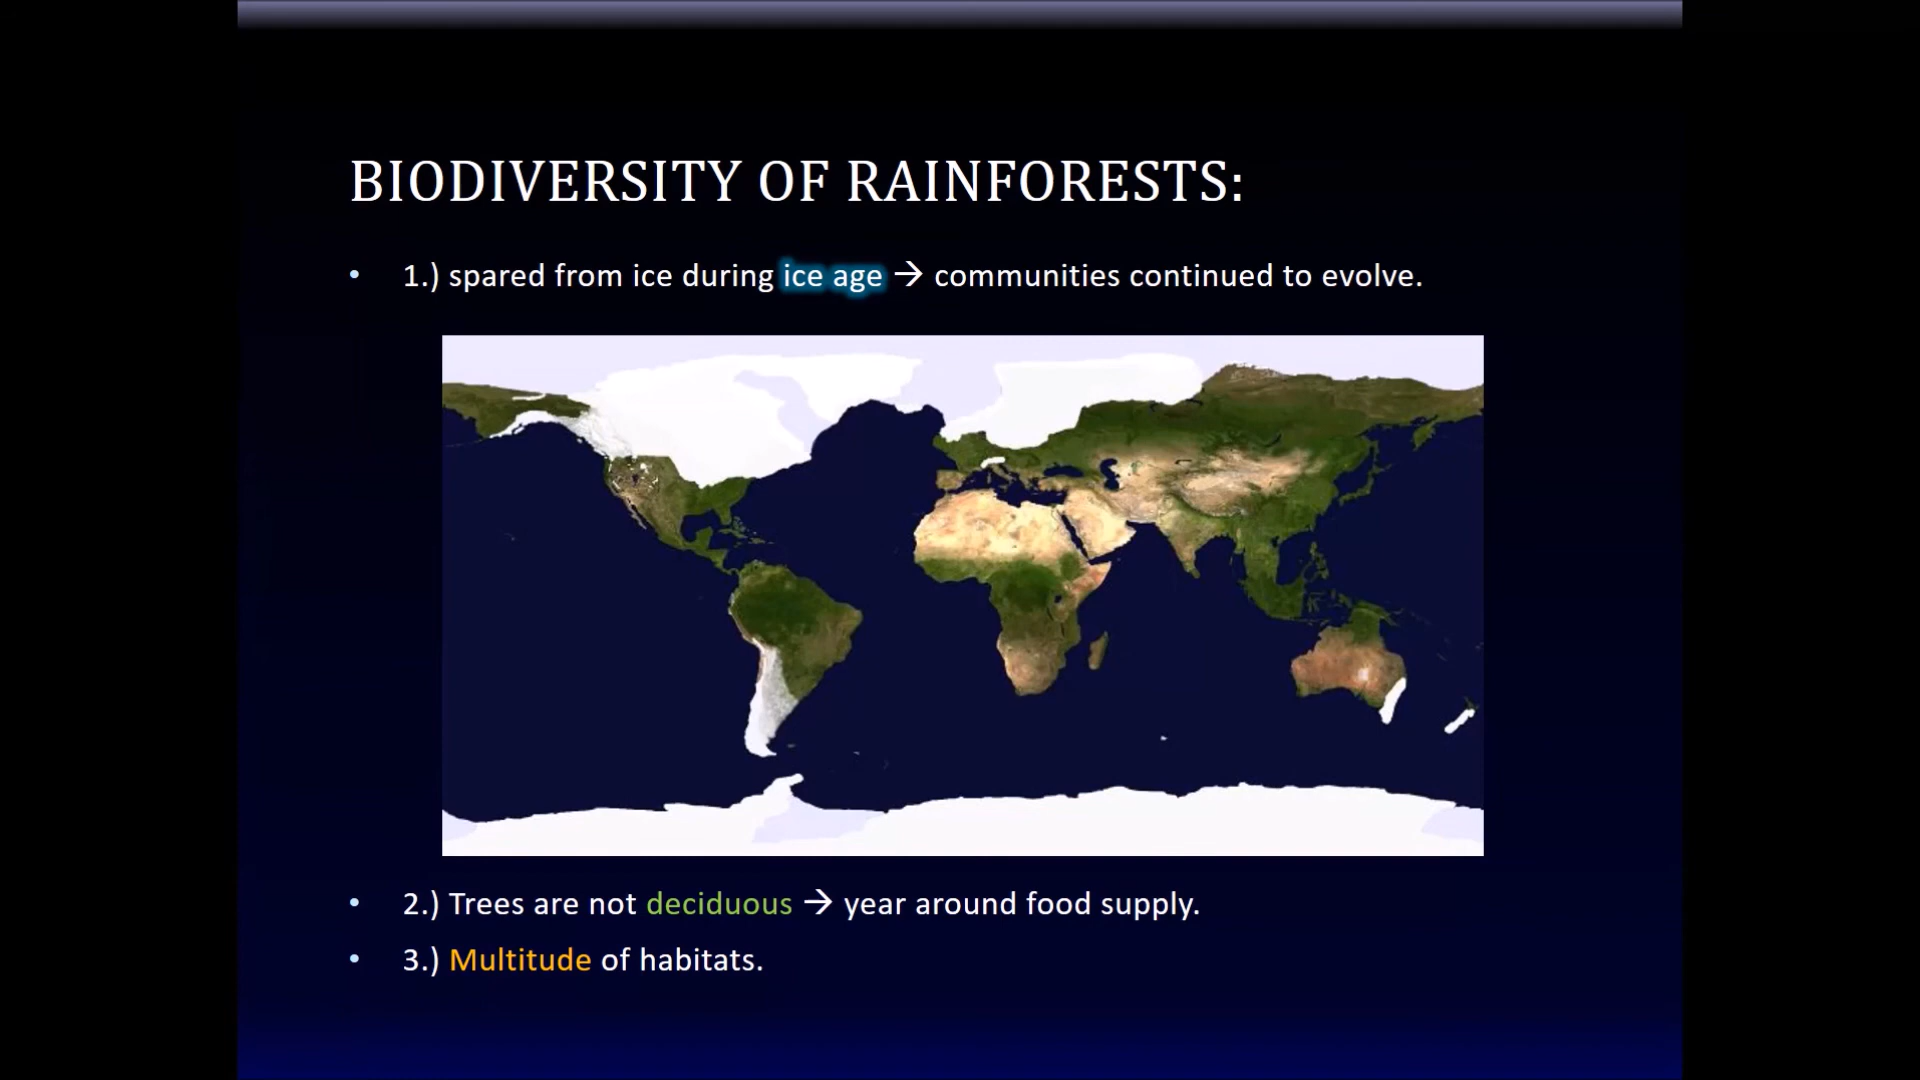 BIODIVERSITY OF RAINFORESTS:
• 1.) spared from ice during ice age → communities continued to evolve.
• 2.) Trees are not deciduous → year around food supply.
• 3.) Multitude of habitats.